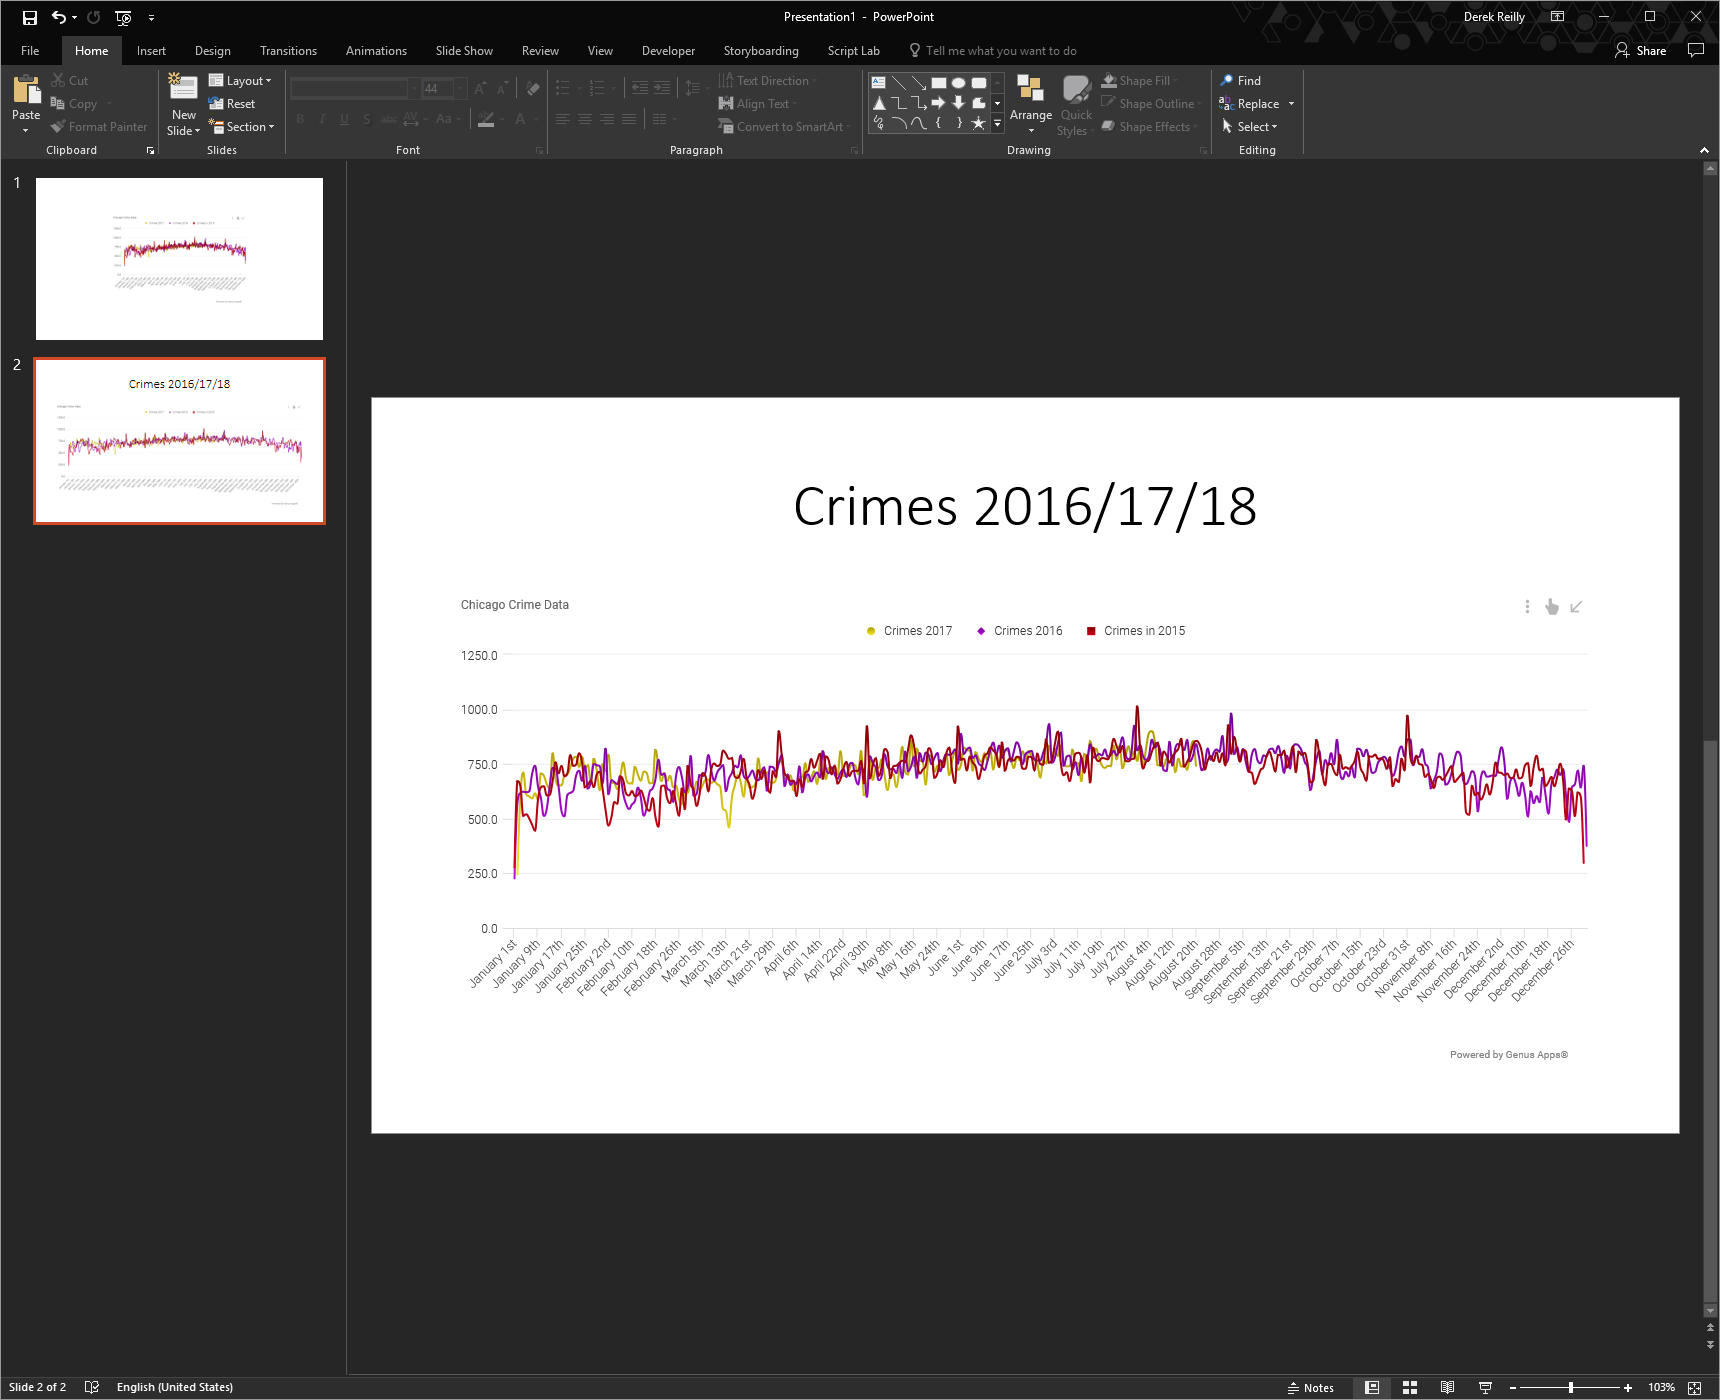 Presentation1 - PowerPoint
Derek Reilly
File Home Insert Design Transitions Animations Slide Show Review View Developer Storyboarding Script Lab Tell me what you want to do Share
Paste
Cut
Copy
Format Painter
Clipboard
New Slide
Layout
Reset
Section
Slides
44
B I U S abc AV Aa A
Font
Text Direction
Align Text
Convert to SmartArt
Paragraph
Arrange
Quick Styles
Shape Fill
Shape Outline
Shape Effects
Drawing
Find
Replace
Select
Editing
1
2
Crimes 2016/17/18
Crimes 2016/17/18
Chicago Crime Data
Crimes 2017 Crimes 2016 Crimes in 2015
1250.0
1000.0
750.0
500.0
250.0
0.0
January 1st
January 9th
January 17th
January 25th
February 2nd
February 10th
February 18th
February 26th
March 5th
March 13th
March 21st
March 29th
April 6th
April 14th
April 22nd
April 30th
May 8th
May 16th
May 24th
June 1st
June 9th
June 17th
June 25th
July 3rd
July 11th
July 19th
July 27th
August 4th
August 12th
August 20th
August 28th
September 5th
September 13th
September 21st
September 29th
October 7th
October 15th
October 23rd
October 31st
November 8th
November 16th
November 24th
December 2nd
December 10th
December 18th
December 26th
Powered by Genus Apps®
Slide 2 of 2
English (United States)
Notes
103%